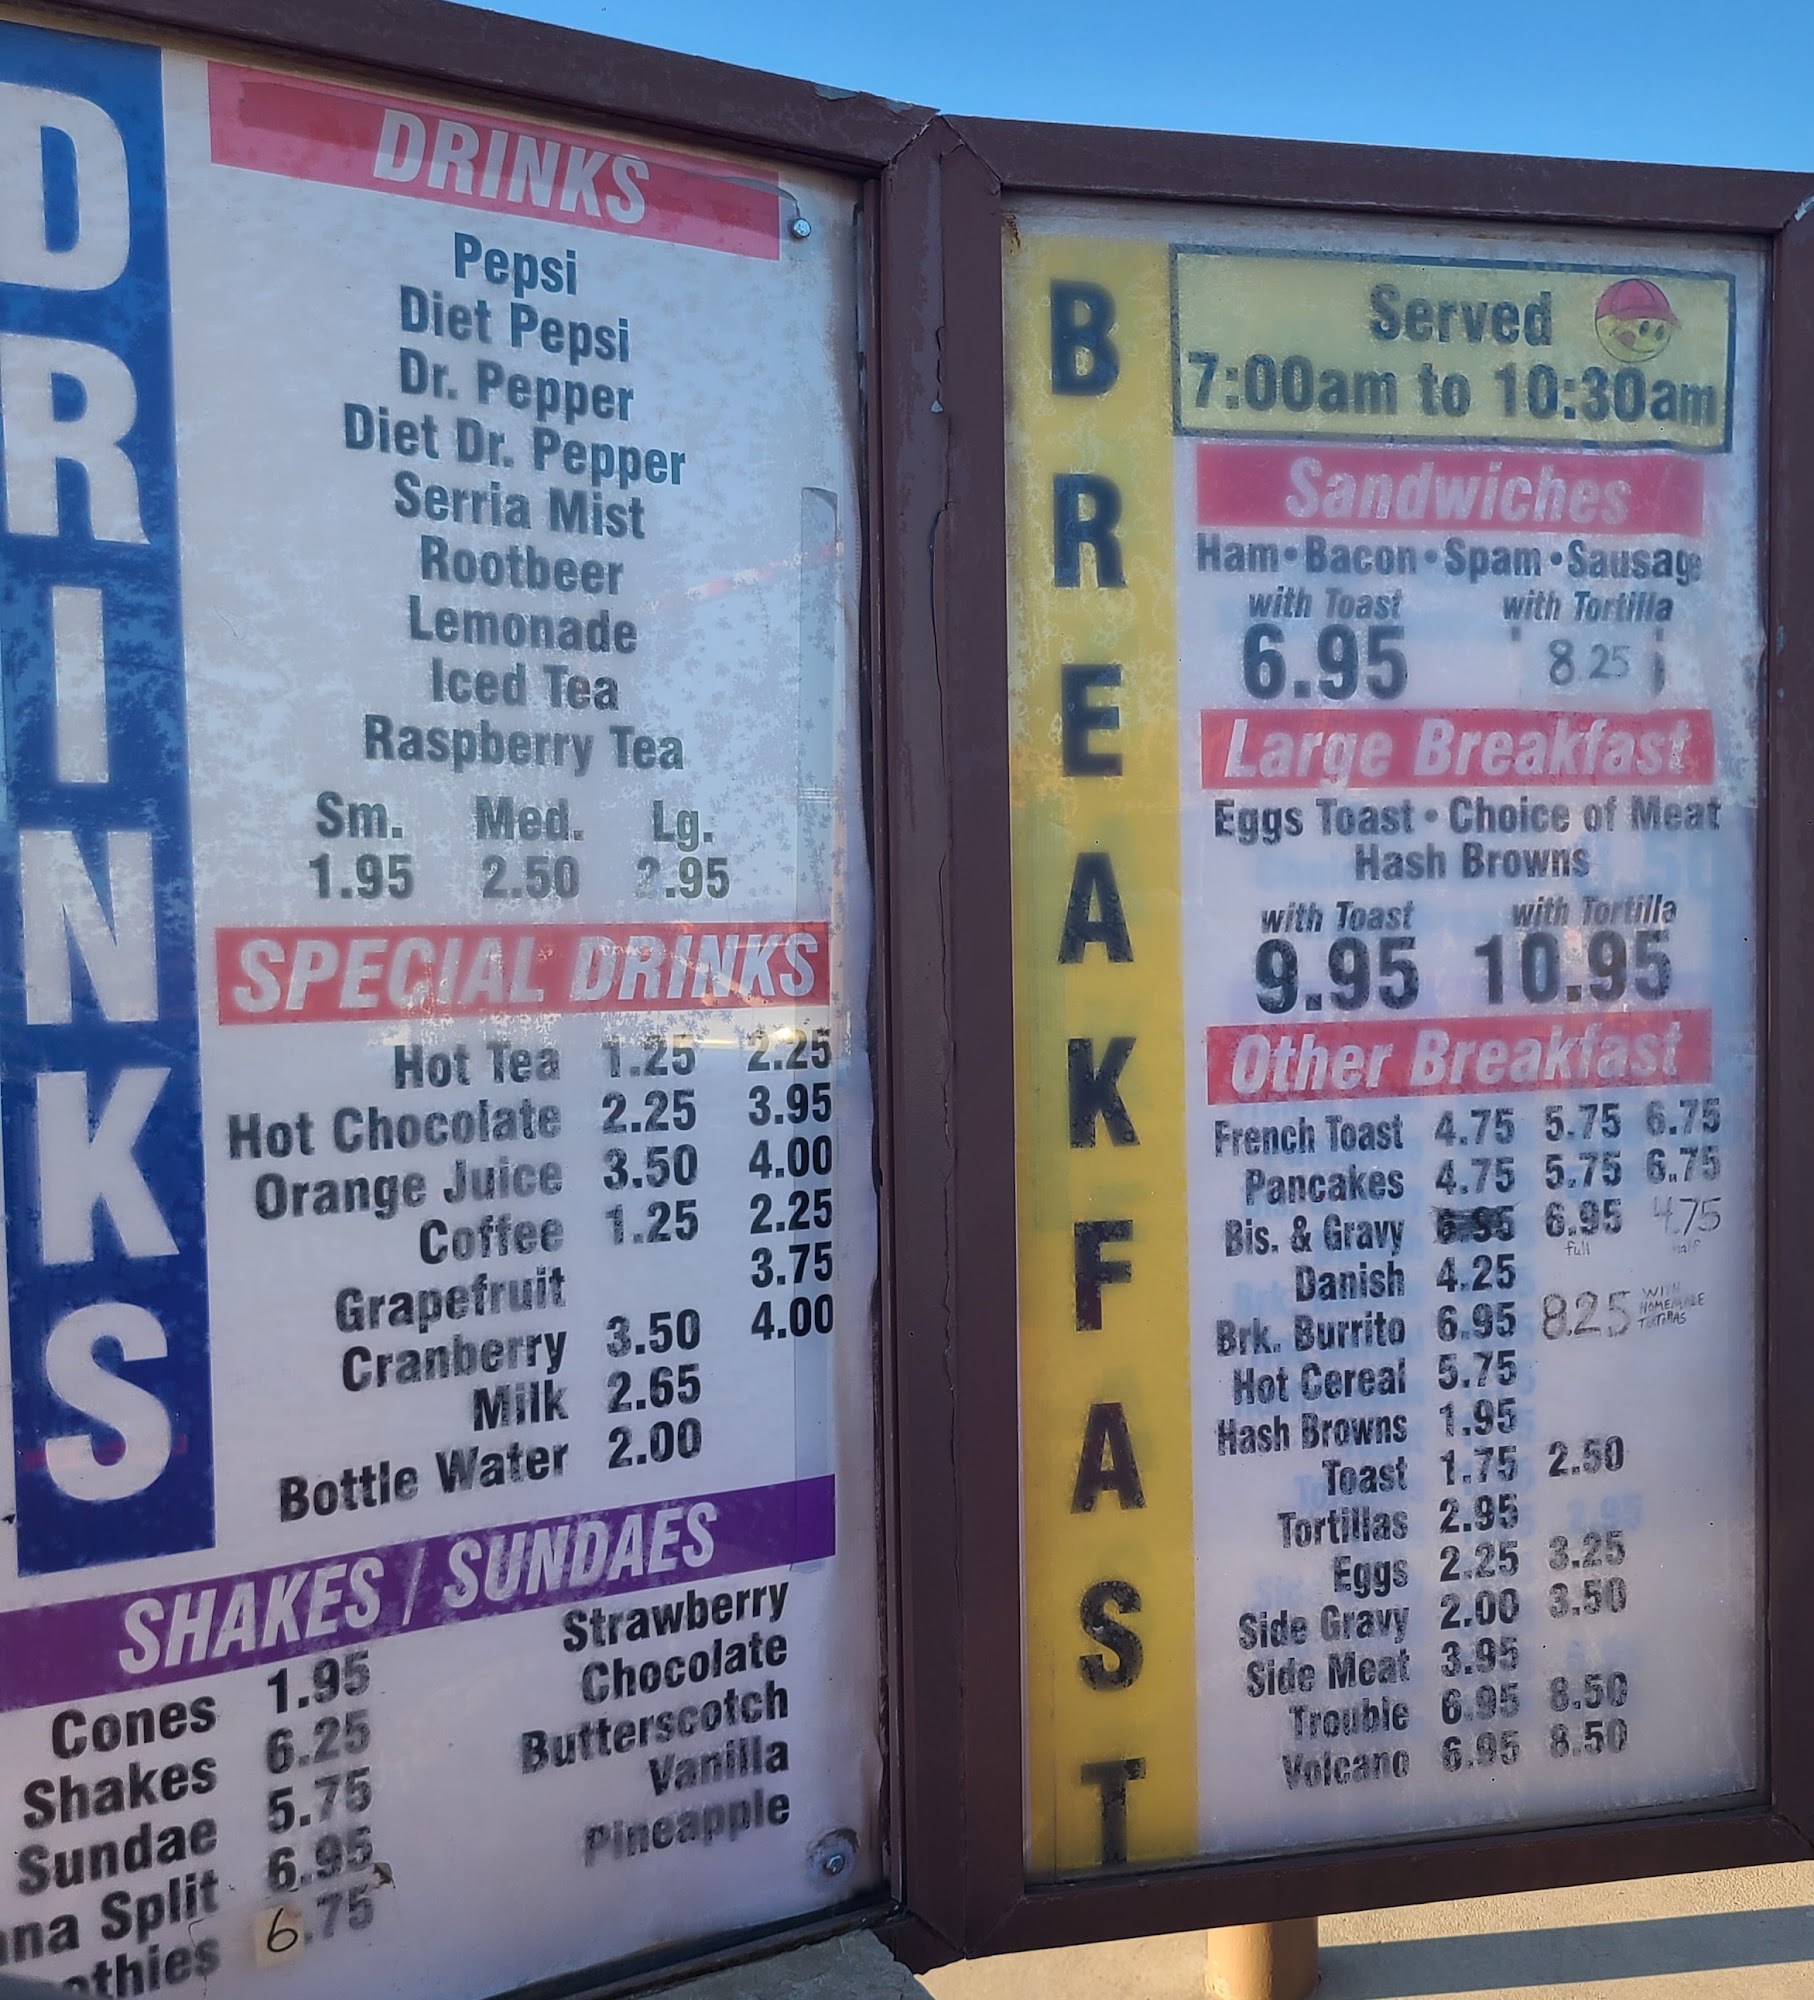 DRINKS
DRINKS
Pepsi
Diet Pepsi
Dr. Pepper
Diet Dr. Pepper
Serria Mist
Rootbeer
Lemonade
Iced Tea
Raspberry Tea
Sm. Med. Lg.
1.95 2.50 2.95
SPECIAL DRINKS
Hot Tea 1.25 2.25
Hot Chocolate 2.25 3.95
Orange Juice 3.50 4.00
Coffee 1.25 2.25
Grapefruit 3.75
Cranberry 3.50 4.00
Milk 2.65
Bottle Water 2.00
SHAKES / SUNDAES
Cones 1.95
Shakes 6.25
Sundae 5.75
na Split 6.95
othies 6.75
Strawberry
Chocolate
Butterscotch
Vanilla
Pineapple
BREAKFAST
Served
7:00am to 10:30am
Sandwiches
Ham • Bacon • Spam • Sausage
with Toast with Tortilla
6.95 8.25
Large Breakfast
Eggs Toast • Choice of Meat
Hash Browns
with Toast with Tortilla
9.95 10.95
Other Breakfast
French Toast 4.75 5.75 6.75
Pancakes 4.75 5.75 6.75
Bis. & Gravy 6.95 4.75
full half
Danish 4.25
Brk. Burrito 6.95 8.25 WITH HOMEMADE TORTILLAS
Hot Cereal 5.75
Hash Browns 1.95
Toast 1.75 2.50
Tortillas 2.95
Eggs 2.25 3.25
Side Gravy 2.00 3.50
Side Meat 3.95
Trouble 6.95 8.50
Volcano 6.95 8.50